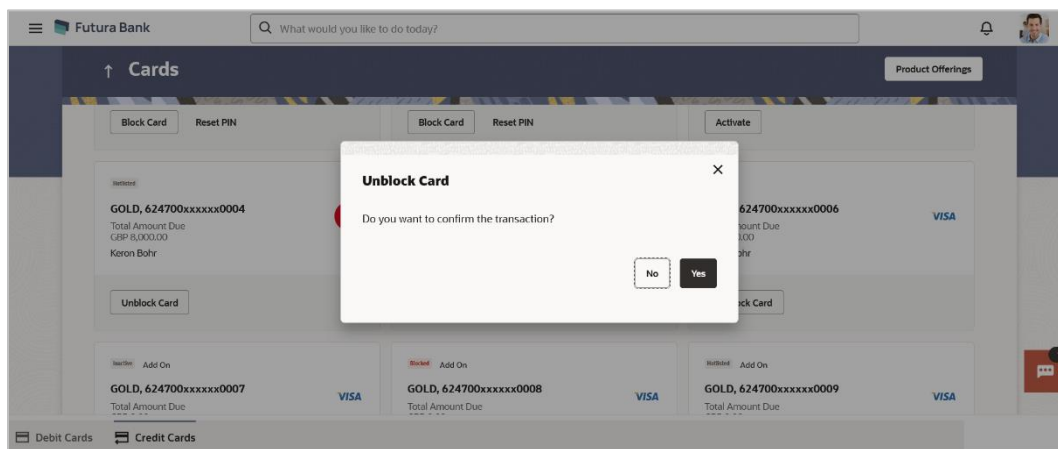 Futura Bank
What would you like to do today?
↑ Cards
Product Offerings
Block Card Reset PIN
Block Card Reset PIN
Activate
Unblock Card
Do you want to confirm the transaction?
No Yes
Hotlisted
GOLD, 624700xxxxxx0004
Total Amount Due
GBP 8,000.00
Keron Bohr
Unblock Card
624700xxxxxx0006
VISA
Card
Inactive Add On
GOLD, 624700xxxxxx0007
Total Amount Due
VISA
Blocked Add On
GOLD, 624700xxxxxx0008
Total Amount Due
VISA
Hotlisted Add On
GOLD, 624700xxxxxx0009
Total Amount Due
VISA
Debit Cards Credit Cards